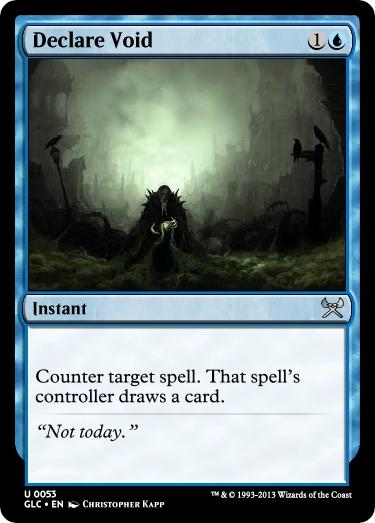 Declare Void 1
Instant
Counter target spell. That spell's
controller draws a card.
"Not today."
U 0053
GLC • EN Christopher Kapp
™ & © 1993-2013 Wizards of the Coast